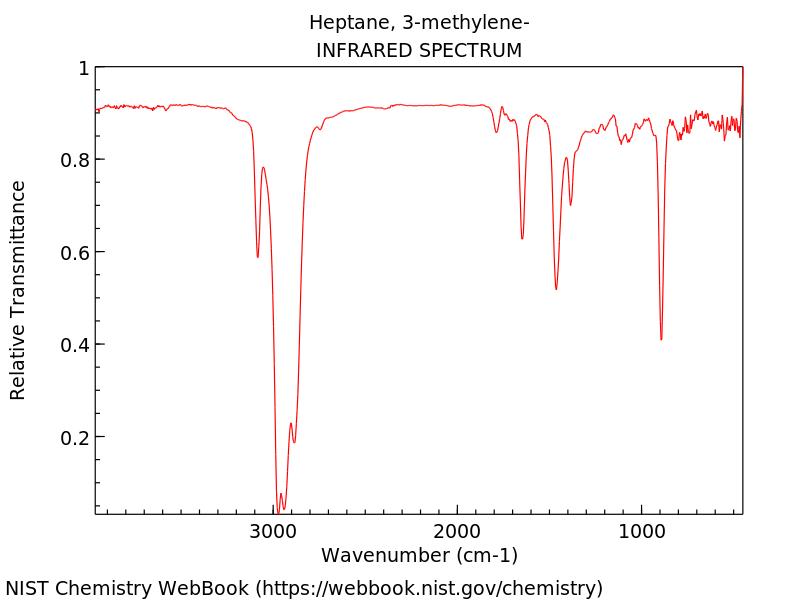 Heptane, 3-methylene-
INFRARED SPECTRUM
1
0.8
0.6
0.4
0.2
Relative Transmittance
3000 2000 1000
Wavenumber (cm-1)
NIST Chemistry WebBook (https://webbook.nist.gov/chemistry)